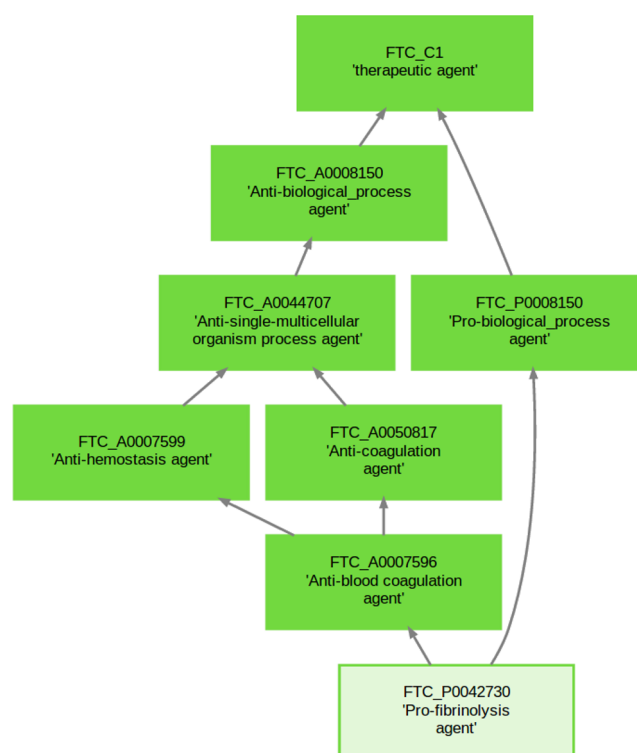 FTC_C1
'therapeutic agent'
FTC_A0008150
'Anti-biological_process
agent'
FTC_A0044707
'Anti-single-multicellular
organism process agent'
FTC_P0008150
'Pro-biological_process
agent'
FTC_A0007599
'Anti-hemostasis agent'
FTC_A0050817
'Anti-coagulation
agent'
FTC_A0007596
'Anti-blood coagulation
agent'
FTC_P0042730
'Pro-fibrinolysis
agent'